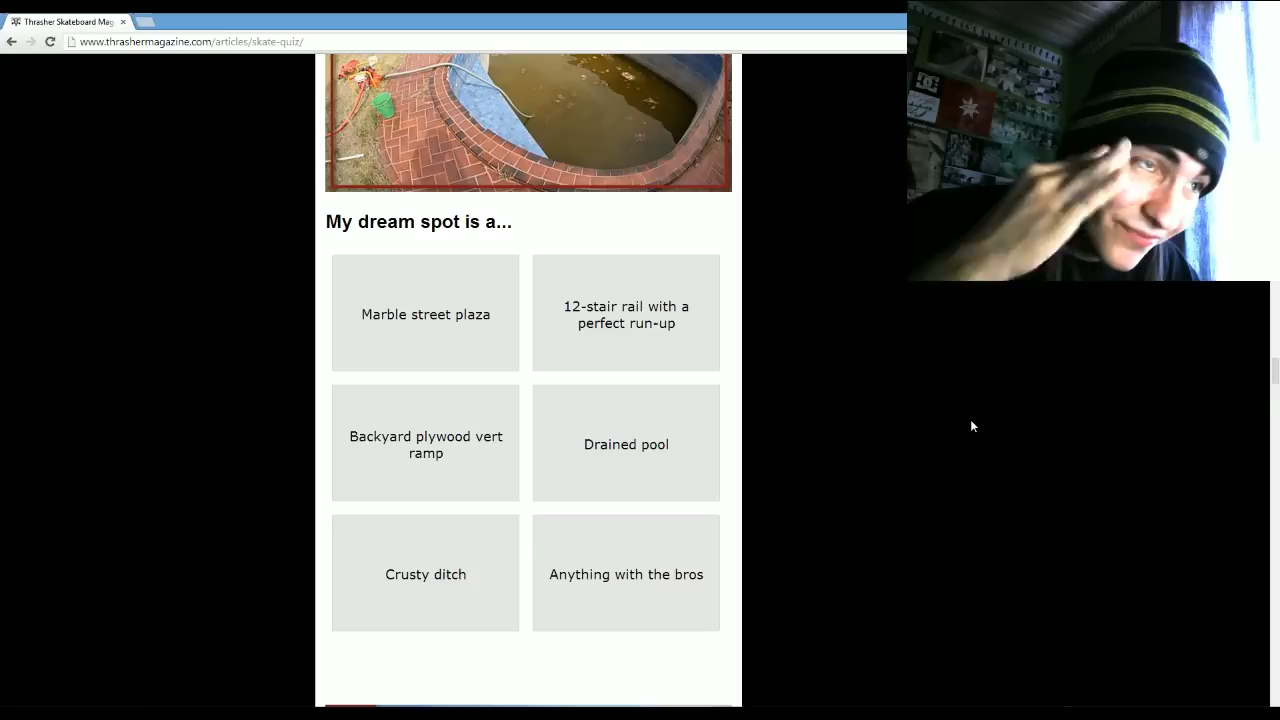 Thrasher Skateboard Mag
www.thrashermagazine.com/articles/skate-quiz/
My dream spot is a...
Marble street plaza
12-stair rail with a
perfect run-up
Backyard plywood vert
ramp
Drained pool
Crusty ditch
Anything with the bros
DC